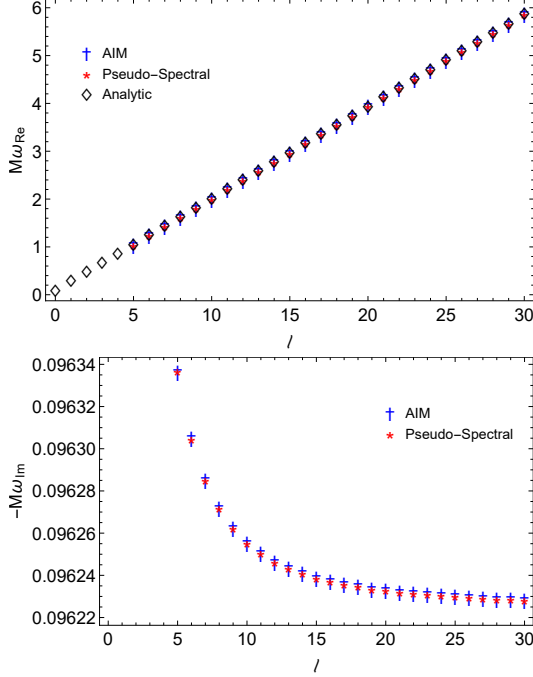 6
5
4
3
2
1
0
MωRe
† AIM
* Pseudo-Spectral
◇ Analytic
0 5 10 15 20 25 30
l
0.09634
0.09632
0.09630
0.09628
0.09626
0.09624
0.09622
-MωIm
† AIM
* Pseudo-Spectral
0 5 10 15 20 25 30
l